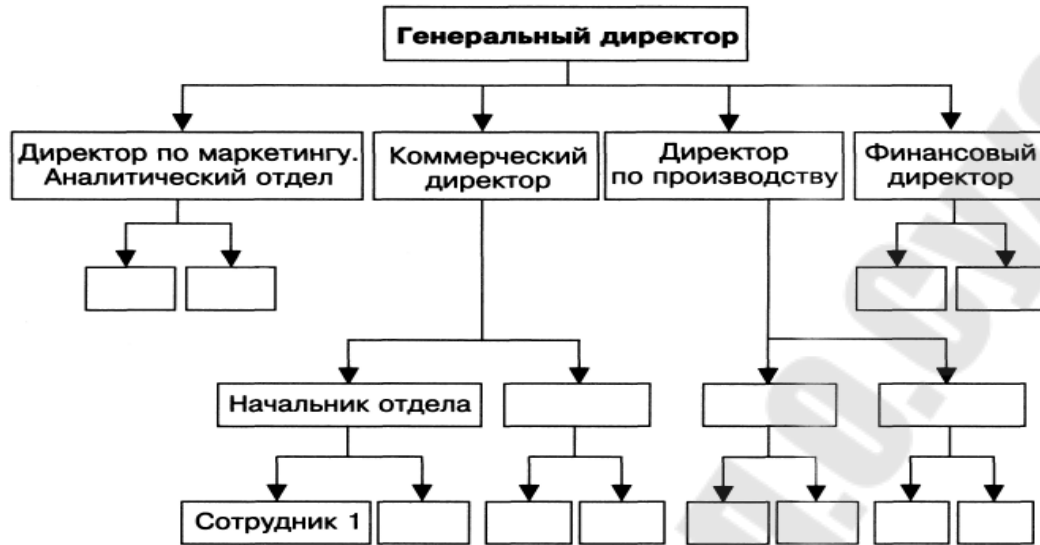 Генеральный директор
Директор по маркетингу.
Аналитический отдел
Коммерческий
директор
Директор
по производству
Финансовый
директор
Начальник отдела
Сотрудник 1